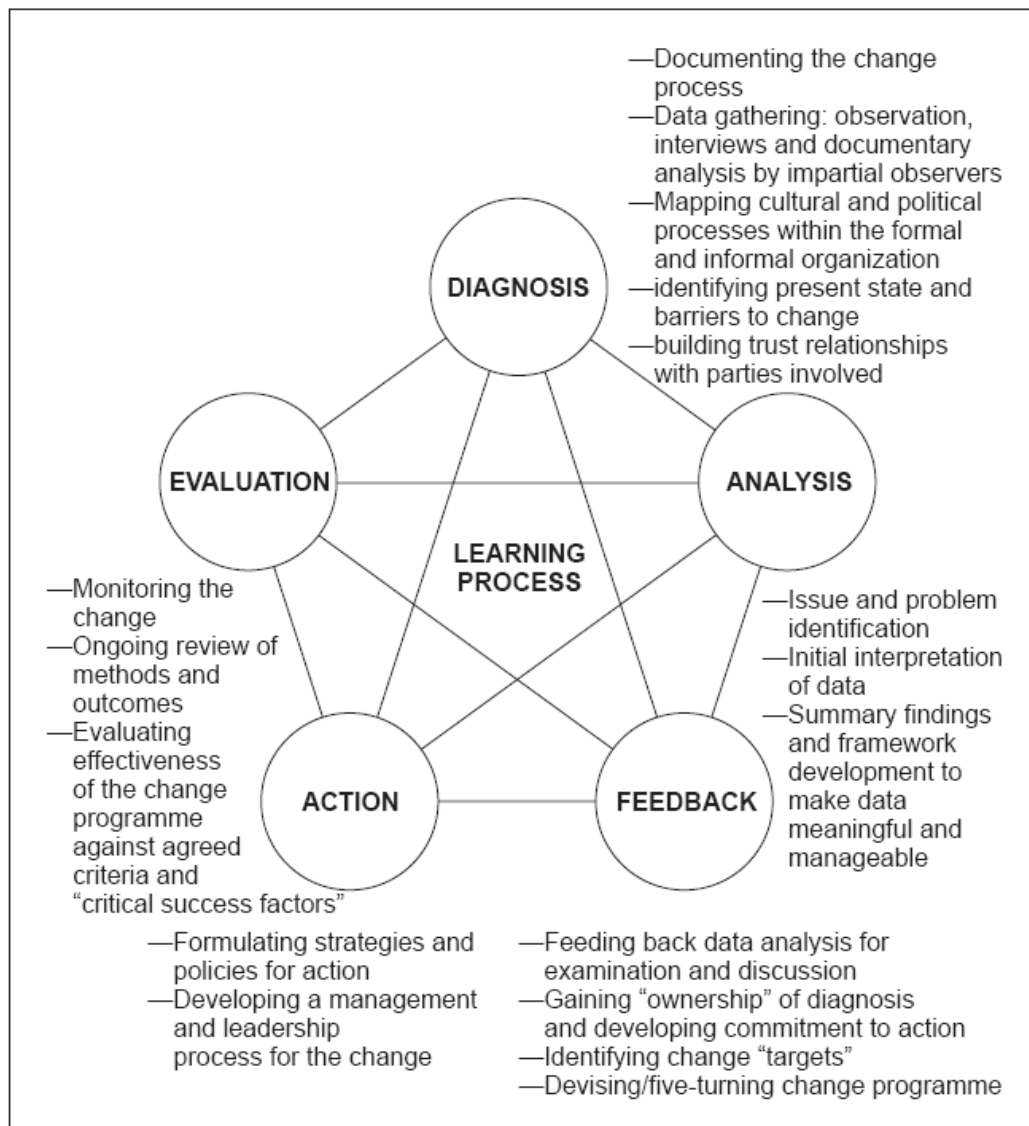 —Documenting the change
process
—Data gathering: observation,
interviews and documentary
analysis by impartial observers
—Mapping cultural and political
processes within the formal
and informal organization
—identifying present state and
barriers to change
—building trust relationships
with parties involved
DIAGNOSIS
EVALUATION
ANALYSIS
LEARNING
PROCESS
—Monitoring the
change
—Ongoing review of
methods and
outcomes
—Evaluating
effectiveness
of the change
programme
against agreed
criteria and
“critical success factors”
—Issue and problem
identification
—Initial interpretation
of data
—Summary findings
and framework
development to
make data
meaningful and
manageable
ACTION
FEEDBACK
—Formulating strategies and
policies for action
—Developing a management
and leadership
process for the change
—Feeding back data analysis for
examination and discussion
—Gaining “ownership” of diagnosis
and developing commitment to action
—Identifying change “targets”
—Devising/five-turning change programme